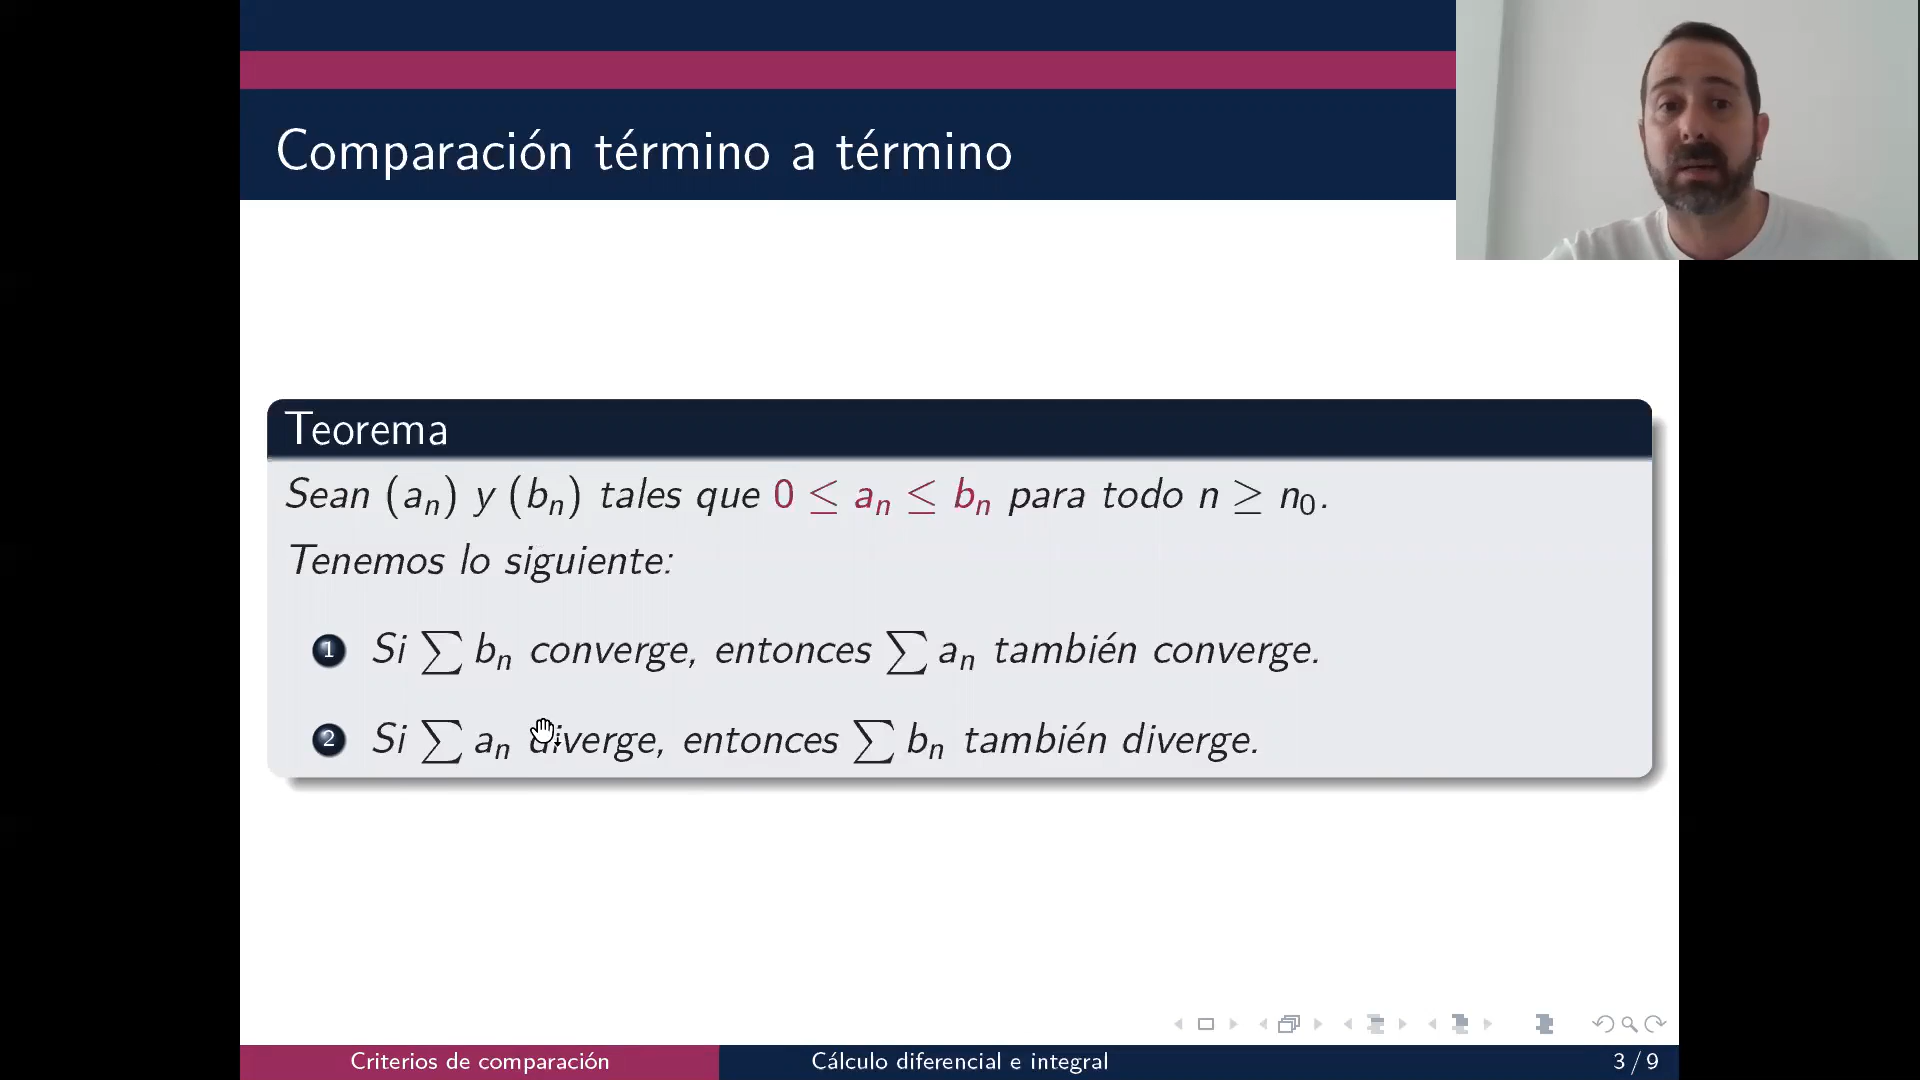 Comparación término a término
Teorema
Sean (aₙ) y (bₙ) tales que 0 ≤ aₙ ≤ bₙ para todo n ≥ n₀.
Tenemos lo siguiente:
1 Si ∑ bₙ converge, entonces ∑ aₙ también converge.
2 Si ∑ aₙ diverge, entonces ∑ bₙ también diverge.
Criterios de comparación
Cálculo diferencial e integral
3 / 9